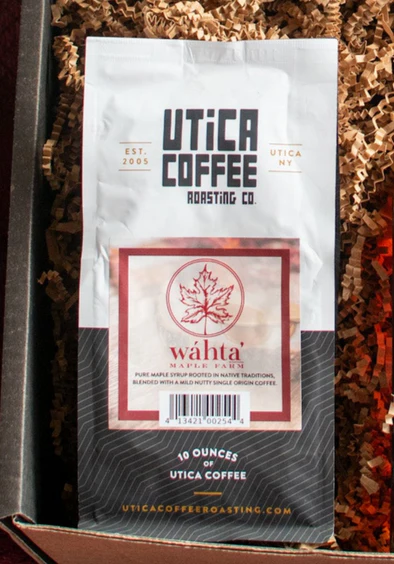 UTiCA
COFFEE
ROASTiNG CO.
EST.
2005
UTICA
NY
wáhta'
MAPLE FARM
PURE MAPLE SYRUP ROOTED IN NATIVE TRADITIONS,
BLENDED WITH A MILD NUTTY SINGLE ORIGIN COFFEE.
4 13421 00254 4
10 OUNCES
OF
UTICA COFFEE
UTICACOFFEEROASTING.COM